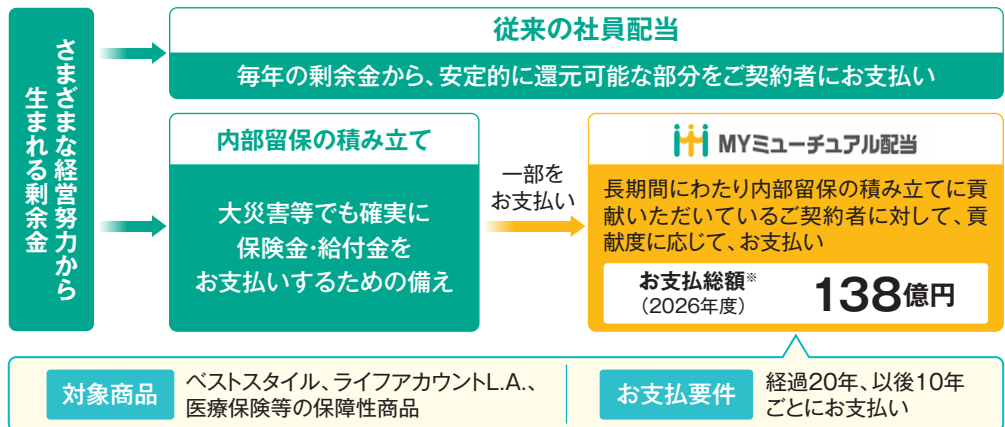 さまざまな経営努力から
生まれる剰余金
従来の社員配当
毎年の剰余金から、安定的に還元可能な部分をご契約者にお支払い
内部留保の積み立て
大災害等でも確実に
保険金・給付金を
お支払いするための備え
一部を
お支払い
MYミューチュアル配当
長期間にわたり内部留保の積み立てに貢
献いただいているご契約者に対して、貢
献度に応じて、お支払い
お支払総額※
（2026年度）
138億円
対象商品
ベストスタイル、ライフアカウントL.A.、
医療保険等の保障性商品
お支払要件
経過20年、以後10年
ごとにお支払い